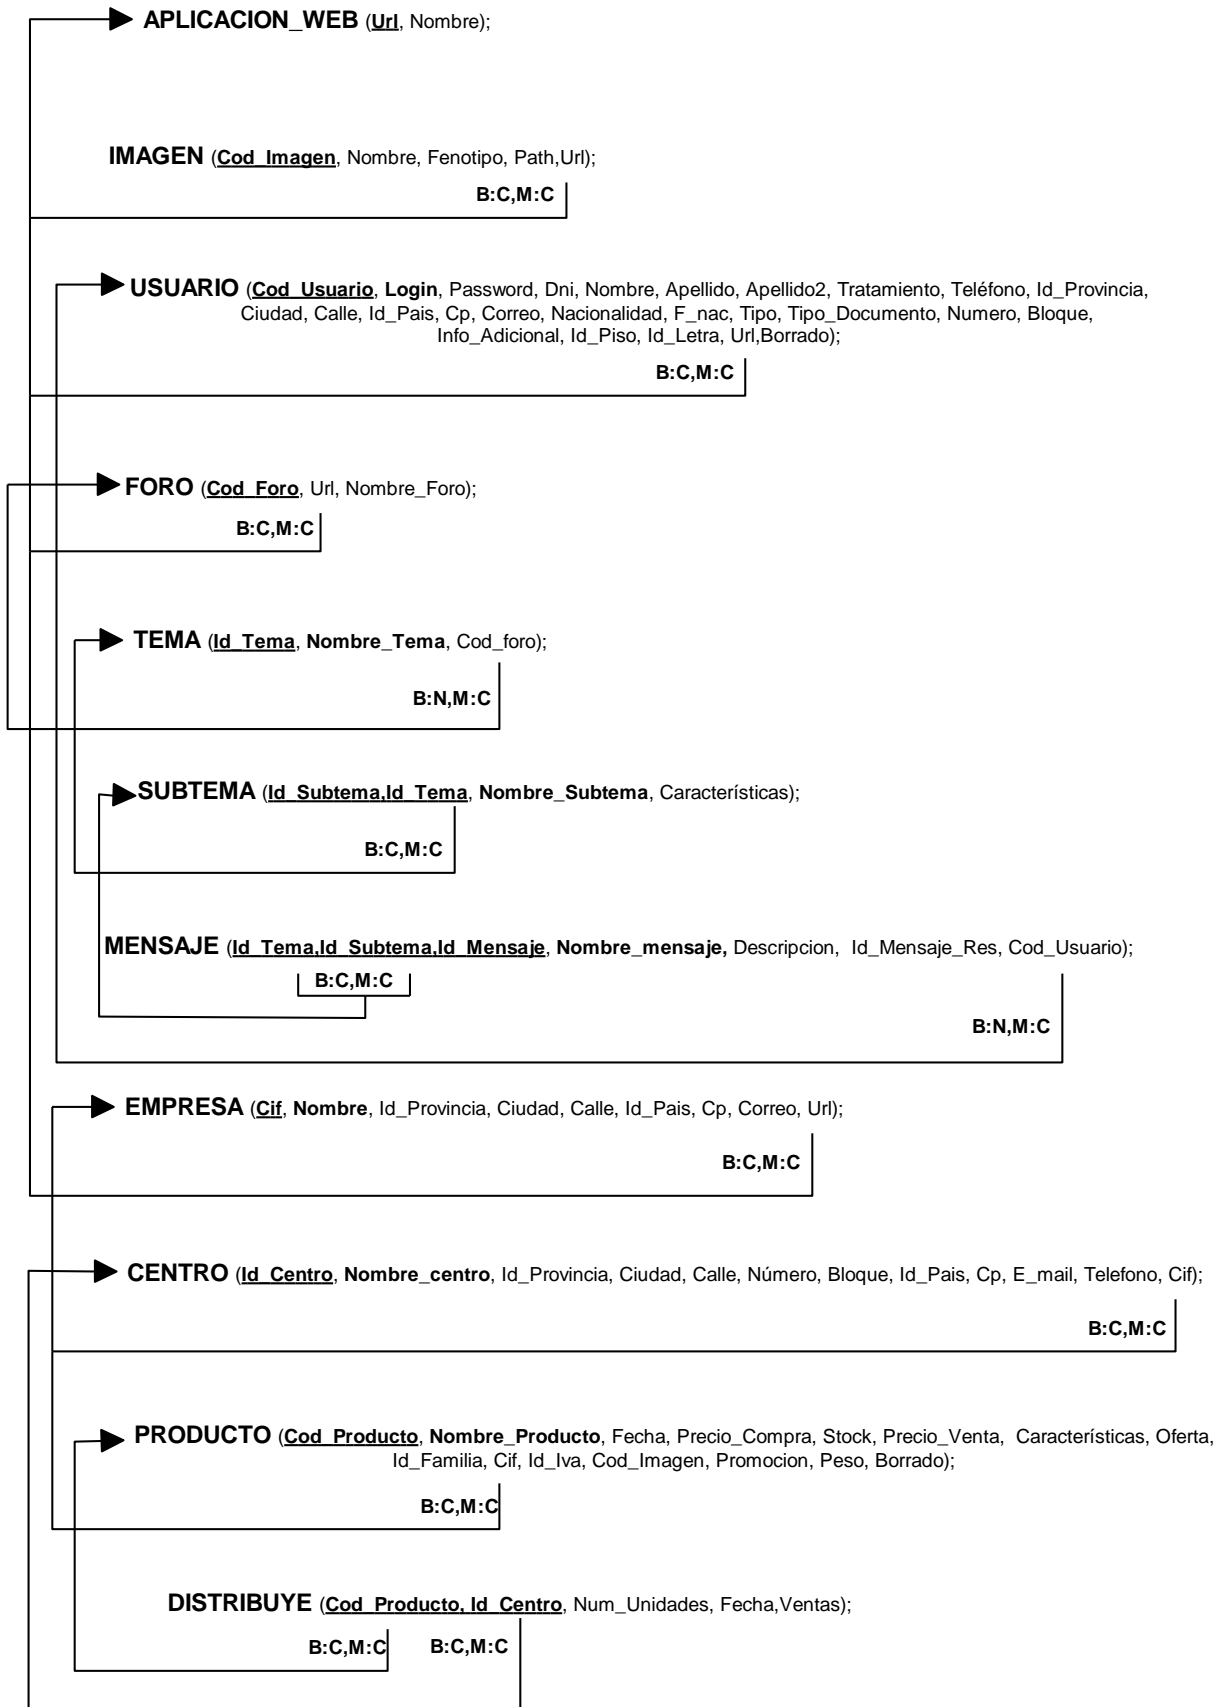 APLICACION_WEB (Url, Nombre);
IMAGEN (Cod_Imagen, Nombre, Fenotipo, Path,Url);
B:C,M:C
USUARIO (Cod_Usuario, Login, Password, Dni, Nombre, Apellido, Apellido2, Tratamiento, Teléfono, Id_Provincia,
Ciudad, Calle, Id_Pais, Cp, Correo, Nacionalidad, F_nac, Tipo, Tipo_Documento, Numero, Bloque,
Info_Adicional, Id_Piso, Id_Letra, Url,Borrado);
B:C,M:C
FORO (Cod_Foro, Url, Nombre_Foro);
B:C,M:C
TEMA (Id_Tema, Nombre_Tema, Cod_foro);
B:N,M:C
SUBTEMA (Id_Subtema,Id_Tema, Nombre_Subtema, Características);
B:C,M:C
MENSAJE (Id_Tema,Id_Subtema,Id_Mensaje, Nombre_mensaje, Descripcion, Id_Mensaje_Res, Cod_Usuario);
B:C,M:C
B:N,M:C
EMPRESA (Cif, Nombre, Id_Provincia, Ciudad, Calle, Id_Pais, Cp, Correo, Url);
B:C,M:C
CENTRO (Id_Centro, Nombre_centro, Id_Provincia, Ciudad, Calle, Número, Bloque, Id_Pais, Cp, E_mail, Telefono, Cif);
B:C,M:C
PRODUCTO (Cod_Producto, Nombre_Producto, Fecha, Precio_Compra, Stock, Precio_Venta, Características, Oferta,
Id_Familia, Cif, Id_Iva, Cod_Imagen, Promocion, Peso, Borrado);
B:C,M:C
DISTRIBUYE (Cod_Producto, Id_Centro, Num_Unidades, Fecha,Ventas);
B:C,M:C B:C,M:C